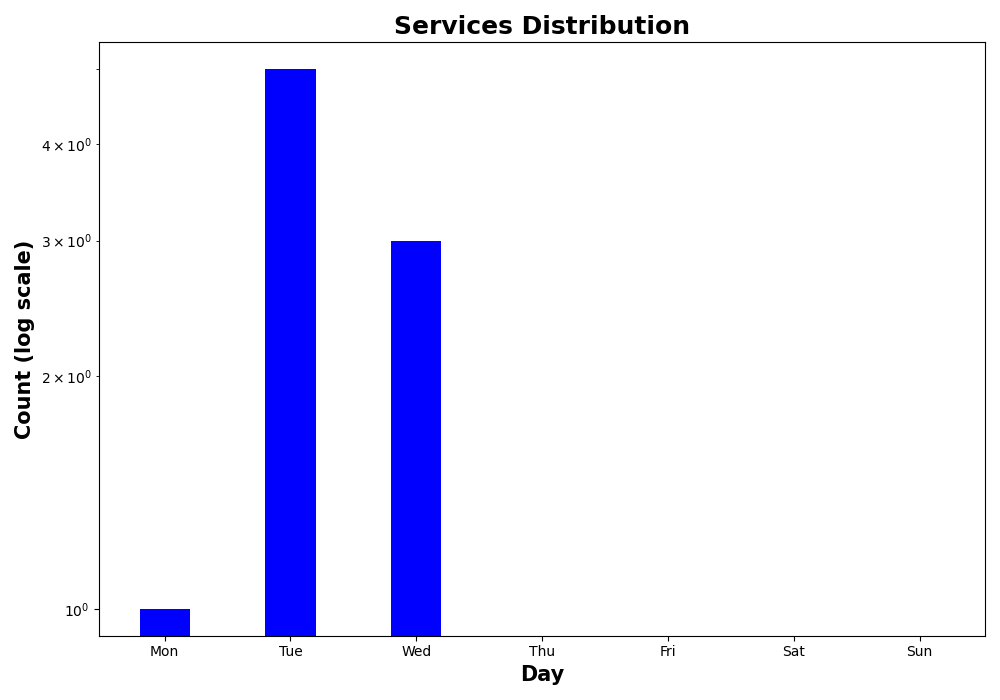 Services Distribution
Count (log scale)
4 × 10⁰
3 × 10⁰
2 × 10⁰
10⁰
Mon Tue Wed Thu Fri Sat Sun
Day